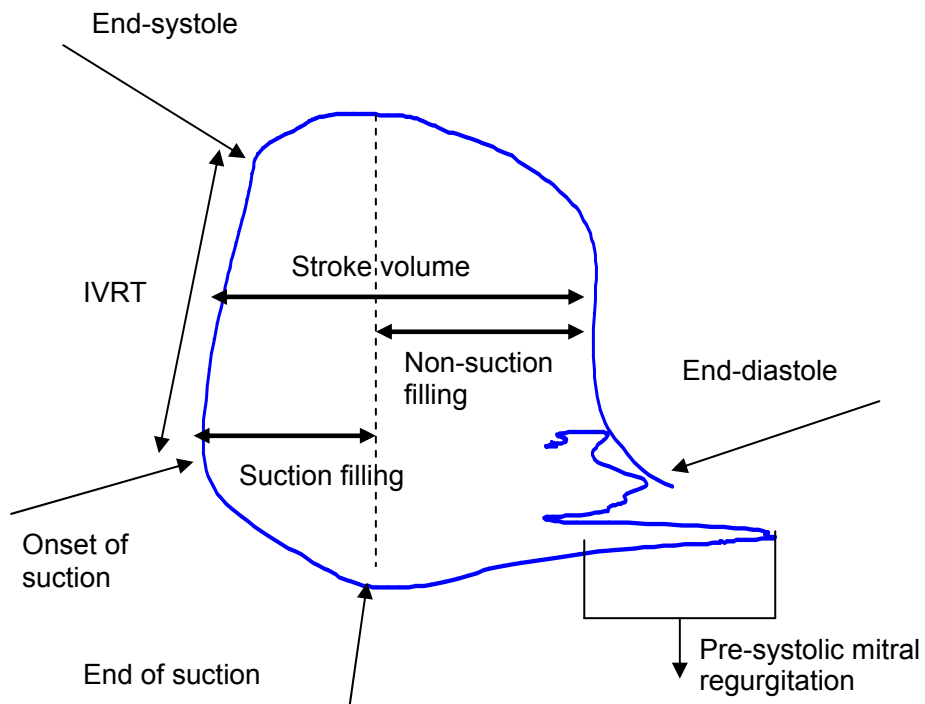 End-systole
Stroke volume
IVRT
Non-suction
filling
End-diastole
Suction filling
Onset of
suction
End of suction
Pre-systolic mitral
regurgitation